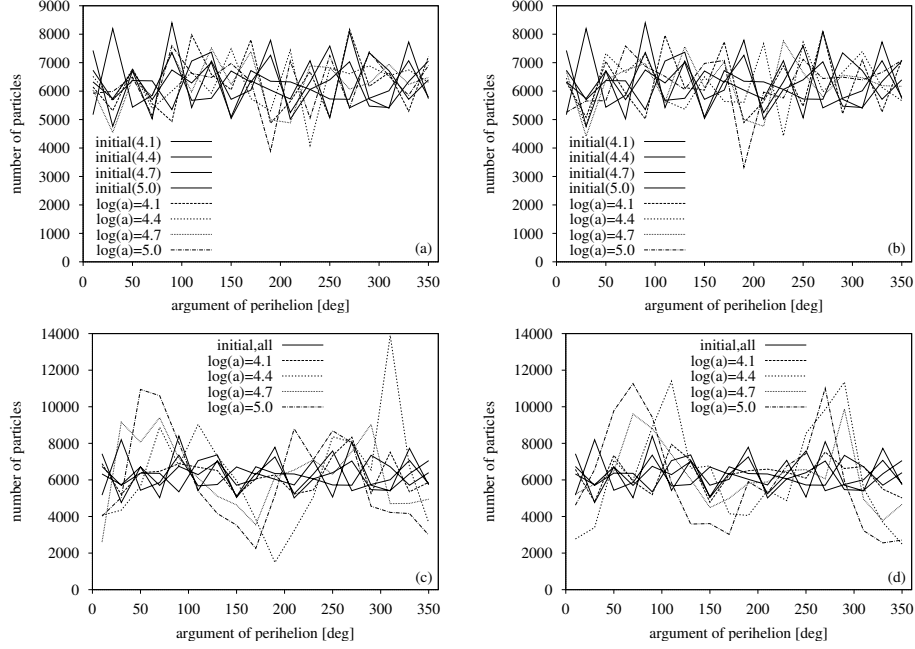 9000
8000
7000
6000
5000
4000
3000
2000
1000
0
number of particles
initial(4.1)
initial(4.4)
initial(4.7)
initial(5.0)
log(a)=4.1
log(a)=4.4
log(a)=4.7
log(a)=5.0
(a)
0 50 100 150 200 250 300 350
argument of perihelion [deg]
9000
8000
7000
6000
5000
4000
3000
2000
1000
0
number of particles
initial(4.1)
initial(4.4)
initial(4.7)
initial(5.0)
log(a)=4.1
log(a)=4.4
log(a)=4.7
log(a)=5.0
(b)
0 50 100 150 200 250 300 350
argument of perihelion [deg]
14000
12000
10000
8000
6000
4000
2000
0
number of particles
initial,all
log(a)=4.1
log(a)=4.4
log(a)=4.7
log(a)=5.0
(c)
0 50 100 150 200 250 300 350
argument of perihelion [deg]
14000
12000
10000
8000
6000
4000
2000
0
number of particles
initial,all
log(a)=4.1
log(a)=4.4
log(a)=4.7
log(a)=5.0
(d)
0 50 100 150 200 250 300 350
argument of perihelion [deg]